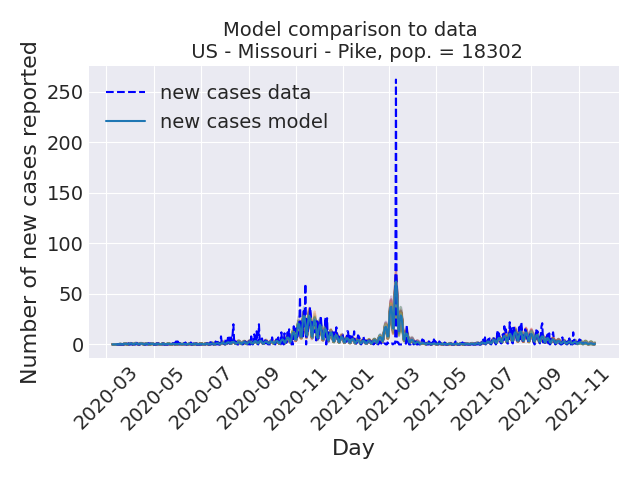 Model comparison to data
US - Missouri - Pike, pop. = 18302
Number of new cases reported
250
200
150
100
50
0
new cases data
new cases model
2020-03
2020-05
2020-07
2020-09
2020-11
2021-01
2021-03
2021-05
2021-07
2021-09
2021-11
Day